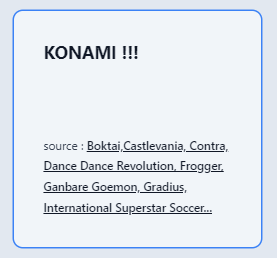 KONAMI !!!
source : Boktai,Castlevania, Contra,
Dance Dance Revolution, Frogger,
Ganbare Goemon, Gradius,
International Superstar Soccer...